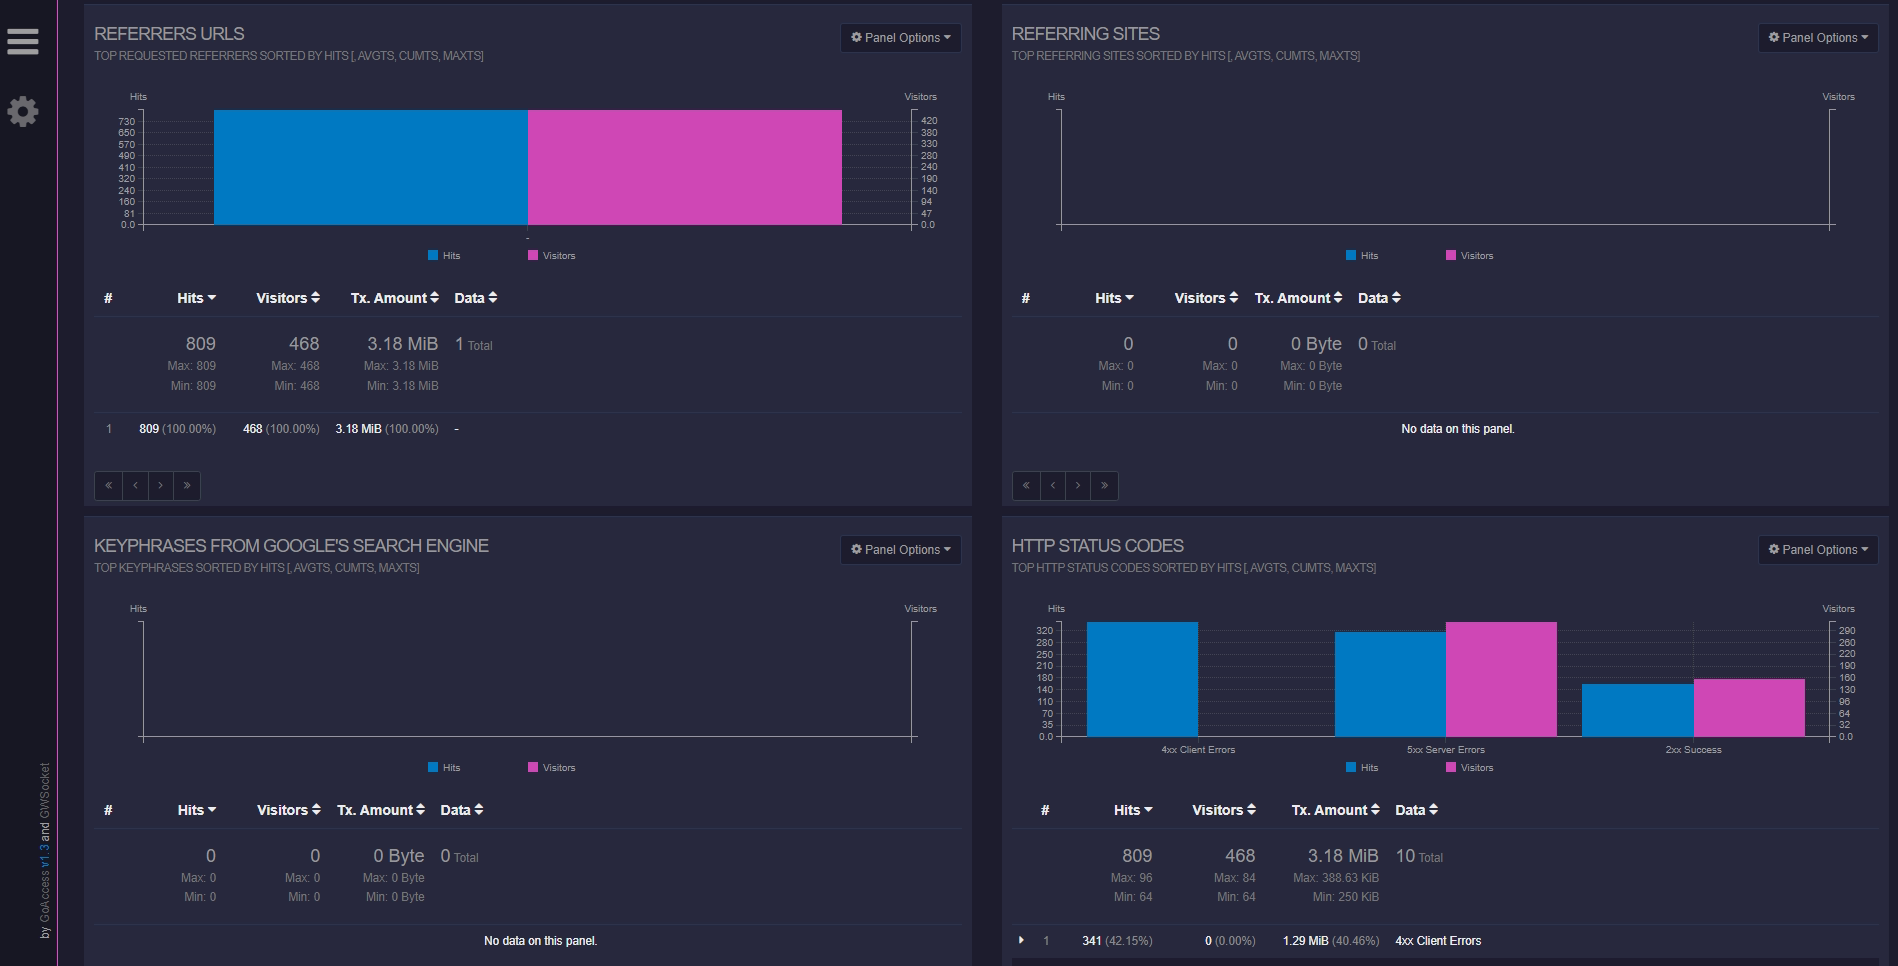 REFERRERS URLS
Panel Options
TOP REQUESTED REFERRERS SORTED BY HITS [, AVGTS, CUMTS, MAXTS]
Hits Visitors
730 420
650 380
570 330
490 280
410 240
320 190
240 140
160 94
81 47
0.0 0.0
-
Hits Visitors
# Hits Visitors Tx. Amount Data
809 468 3.18 MiB 1 Total
Max: 809 Max: 468 Max: 3.18 MiB
Min: 809 Min: 468 Min: 3.18 MiB
1 809 (100.00%) 468 (100.00%) 3.18 MiB (100.00%) -
« ‹ › »
REFERRING SITES
Panel Options
TOP REFERRING SITES SORTED BY HITS [, AVGTS, CUMTS, MAXTS]
Hits Visitors
Hits Visitors
# Hits Visitors Tx. Amount Data
0 0 0 Byte 0 Total
Max: 0 Max: 0 Max: 0 Byte
Min: 0 Min: 0 Min: 0 Byte
No data on this panel.
« ‹ › »
KEYPHRASES FROM GOOGLE'S SEARCH ENGINE
Panel Options
TOP KEYPHRASES SORTED BY HITS [, AVGTS, CUMTS, MAXTS]
Hits Visitors
Hits Visitors
# Hits Visitors Tx. Amount Data
0 0 0 Byte 0 Total
Max: 0 Max: 0 Max: 0 Byte
Min: 0 Min: 0 Min: 0 Byte
No data on this panel.
HTTP STATUS CODES
Panel Options
TOP HTTP STATUS CODES SORTED BY HITS [, AVGTS, CUMTS, MAXTS]
Hits Visitors
320 290
280 260
250 220
210 190
180 160
140 130
110 96
70 64
35 32
0.0 0.0
4xx Client Errors 5xx Server Errors 2xx Success
Hits Visitors
# Hits Visitors Tx. Amount Data
809 468 3.18 MiB 10 Total
Max: 96 Max: 84 Max: 388.63 KiB
Min: 64 Min: 64 Min: 250 KiB
1 341 (42.15%) 0 (0.00%) 1.29 MiB (40.46%) 4xx Client Errors
by GoAccess v1.3 and GWSocket